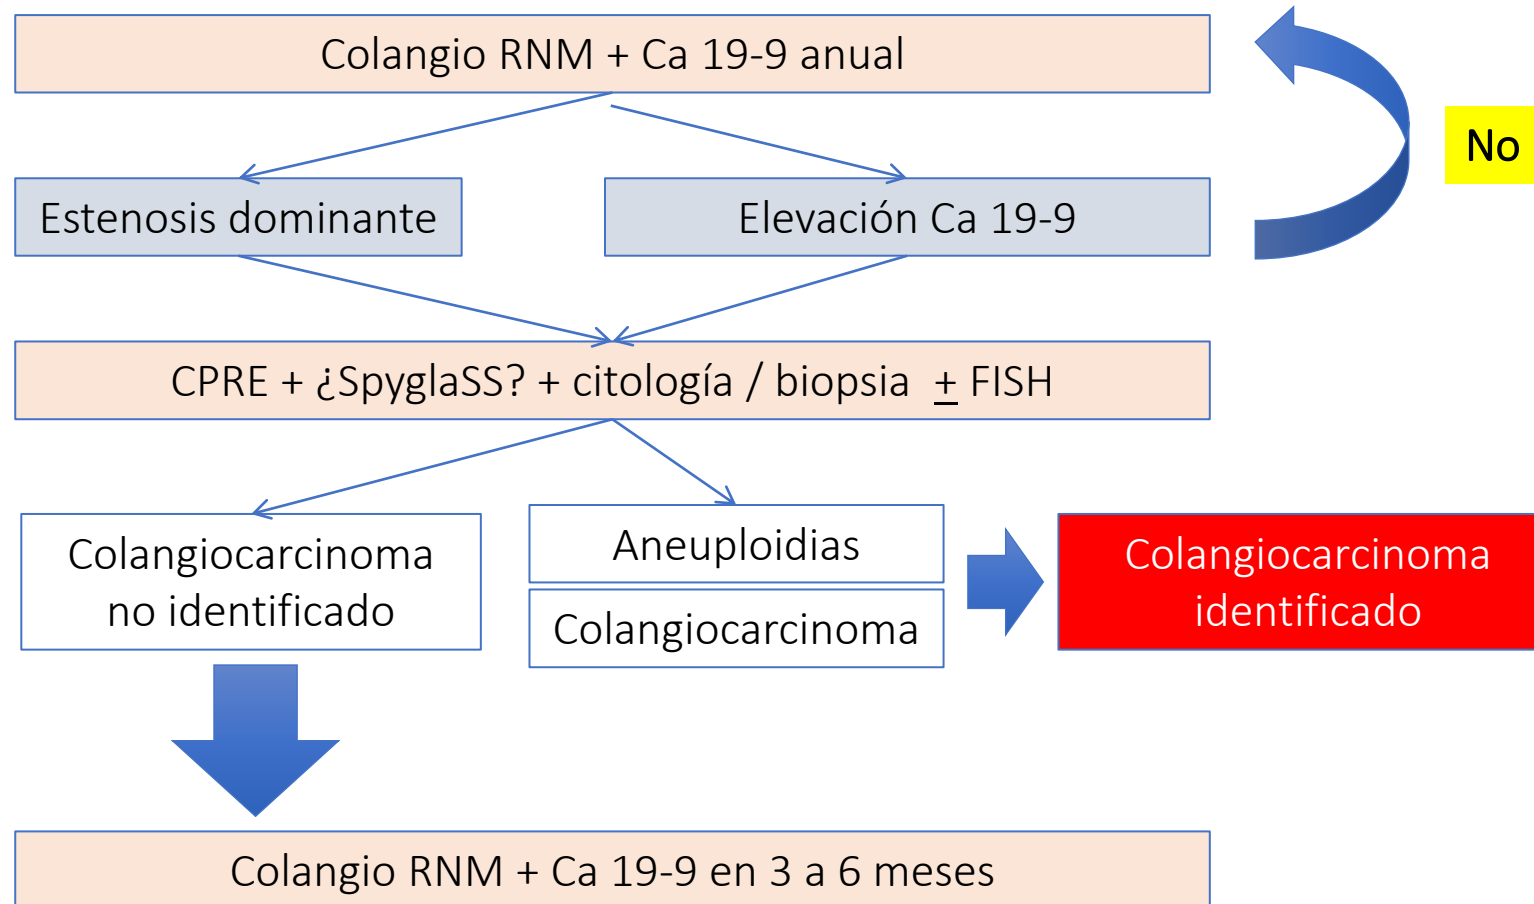 Colangio RNM + Ca 19-9 anual
No
Estenosis dominante
Elevación Ca 19-9
CPRE + ¿SpyglaSS? + citología / biopsia + FISH
Colangiocarcinoma
no identificado
Aneuploidias
Colangiocarcinoma
Colangiocarcinoma
identificado
Colangio RNM + Ca 19-9 en 3 a 6 meses